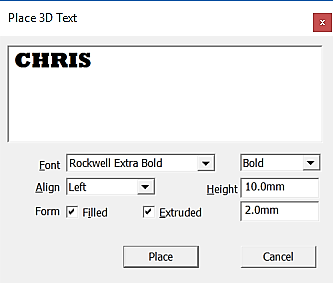 Place 3D Text
x
CHRIS
Font Rockwell Extra Bold Bold
Align Left Height 10.0mm
Form Filled Extruded 2.0mm
Place Cancel